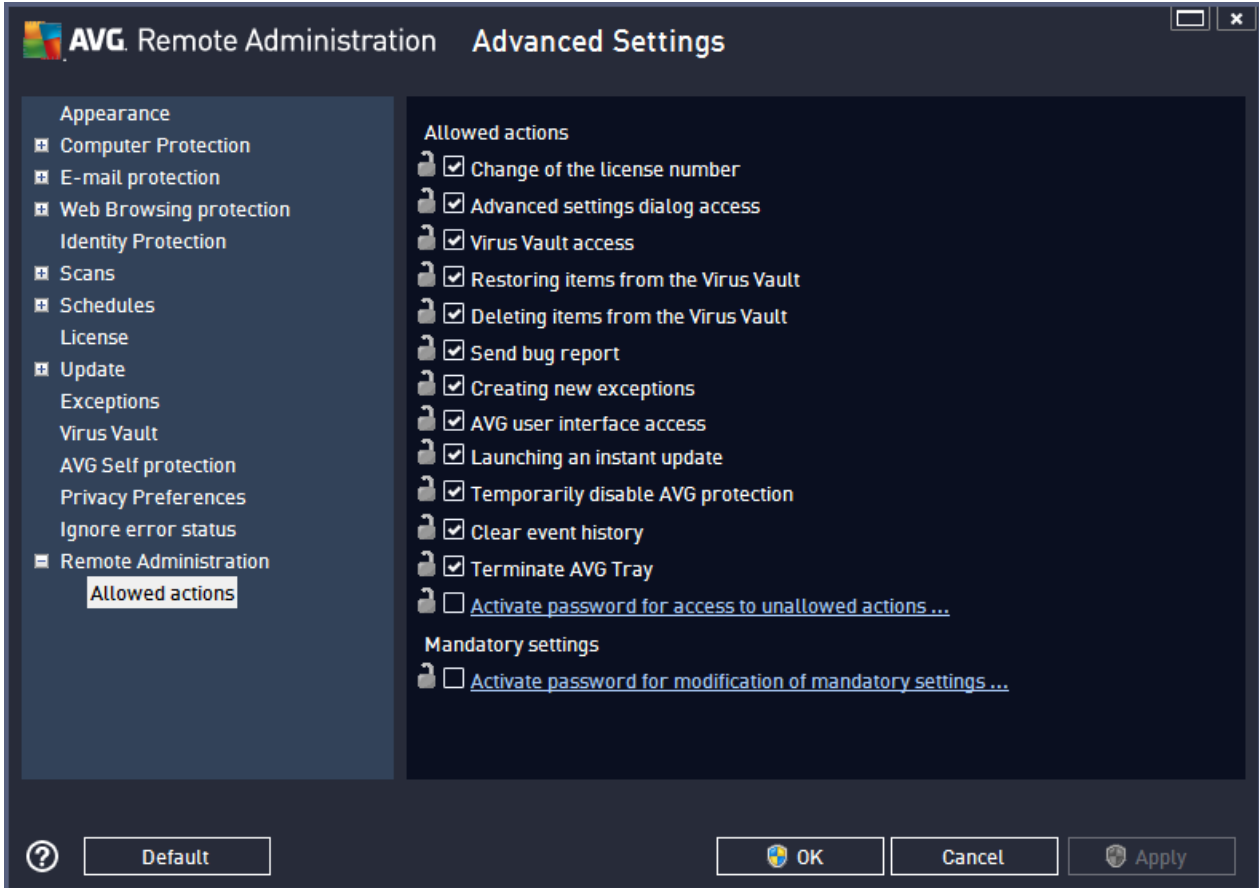 AVG. Remote Administration Advanced Settings
Appearance
Computer Protection
E-mail protection
Web Browsing protection
Identity Protection
Scans
Schedules
License
Update
Exceptions
Virus Vault
AVG Self protection
Privacy Preferences
Ignore error status
Remote Administration
Allowed actions
Allowed actions
Change of the license number
Advanced settings dialog access
Virus Vault access
Restoring items from the Virus Vault
Deleting items from the Virus Vault
Send bug report
Creating new exceptions
AVG user interface access
Launching an instant update
Temporarily disable AVG protection
Clear event history
Terminate AVG Tray
Activate password for access to unallowed actions ...
Mandatory settings
Activate password for modification of mandatory settings ...
? Default OK Cancel Apply